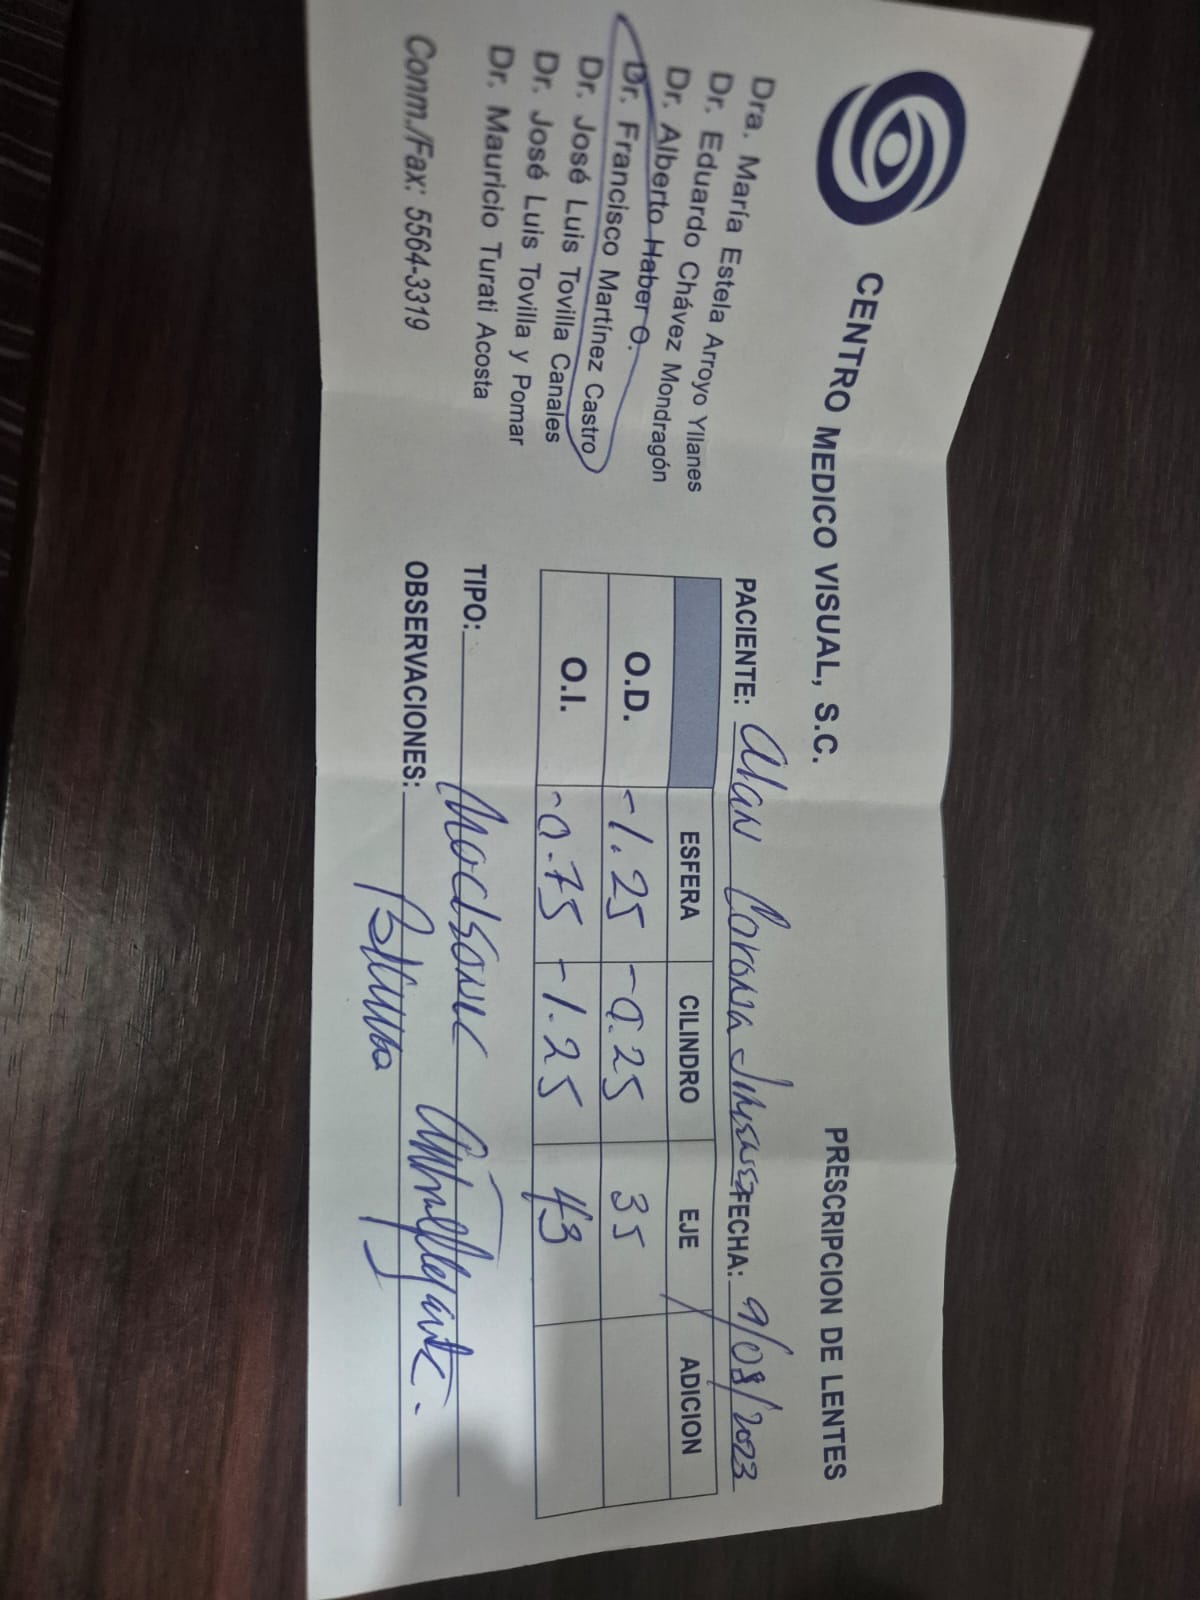 CENTRO MEDICO VISUAL, S.C.
PRESCRIPCION DE LENTES
Dra. María Estela Arroyo Yllanes
Dr. Eduardo Chávez Mondragón
Dr. Alberto Haber O.
Dr. Francisco Martínez Castro
Dr. José Luis Tovilla Canales
Dr. José Luis Tovilla y Pomar
Dr. Mauricio Turati Acosta
Conm./Fax: 5564-3319
PACIENTE: Alan Corona Jimenez FECHA: 9/08/2023
ESFERA CILINDRO EJE ADICION
O.D. -1.25 -0.25 35
O.I. -0.75 -1.25 43
TIPO: Antirreflejante.
OBSERVACIONES: